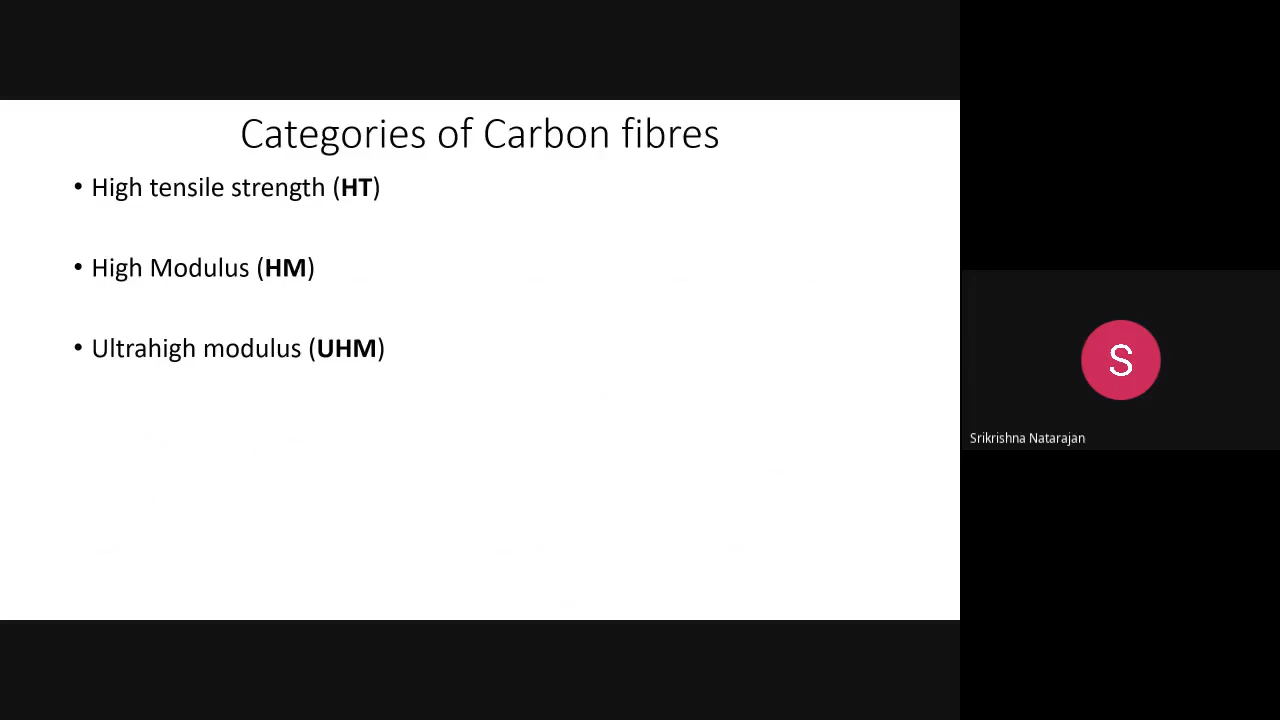 Categories of Carbon fibres
• High tensile strength (HT)
• High Modulus (HM)
• Ultrahigh modulus (UHM)
S
Srikrishna Natarajan